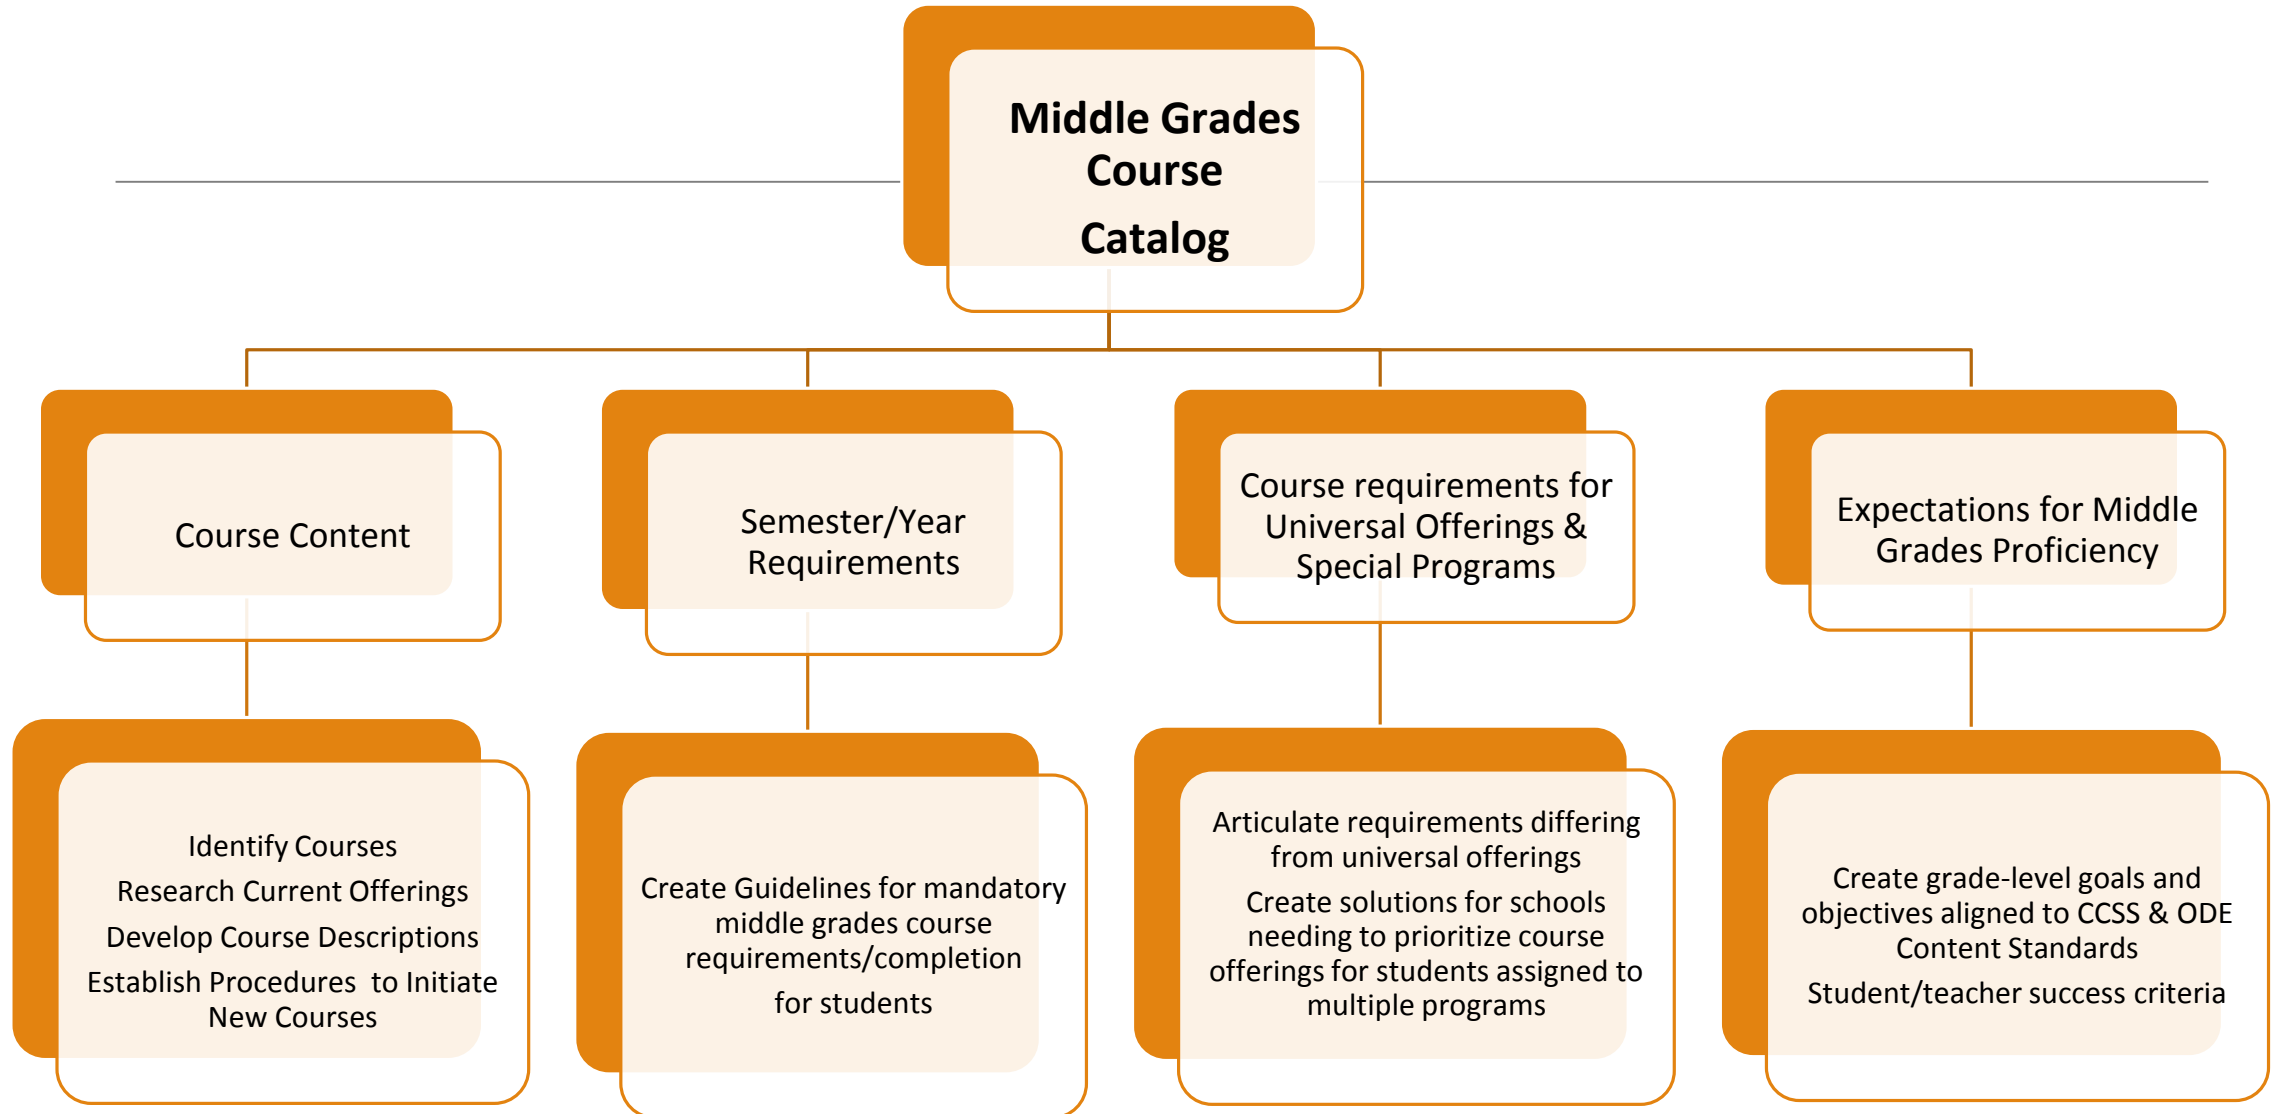 Middle Grades
Course
Catalog
Course Content
Semester/Year
Requirements
Course requirements for
Universal Offerings &
Special Programs
Expectations for Middle
Grades Proficiency
Identify Courses
Research Current Offerings
Develop Course Descriptions
Establish Procedures  to Initiate
New Courses
Create Guidelines for mandatory
middle grades course
requirements/completion
for students
Articulate requirements differing
from universal offerings
Create solutions for schools
needing to prioritize course
offerings for students assigned to
multiple programs
Create grade-level goals and
objectives aligned to CCSS & ODE
Content Standards
Student/teacher success criteria